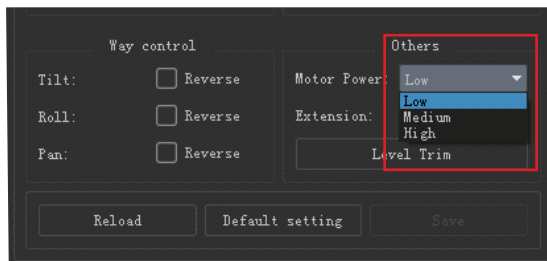 Way control
Others
Tilt: Reverse
Motor Power: Low
Low
Roll: Reverse
Extension:
Medium
High
Pan: Reverse
Level Trim
Reload
Default setting
Save